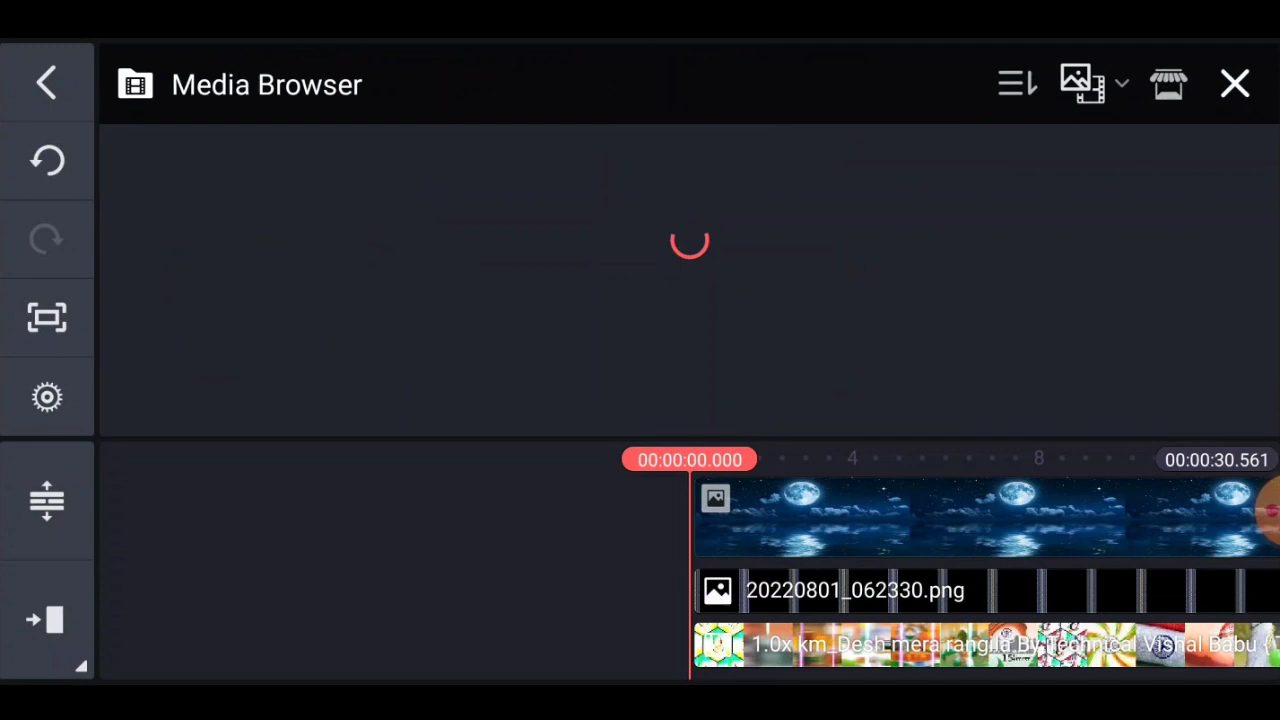 Media Browser
00:00:00.000
4
8
00:00:30.561
20220801_062330.png
1.0x km_Desh mera rangila By Technical Vishal Babu